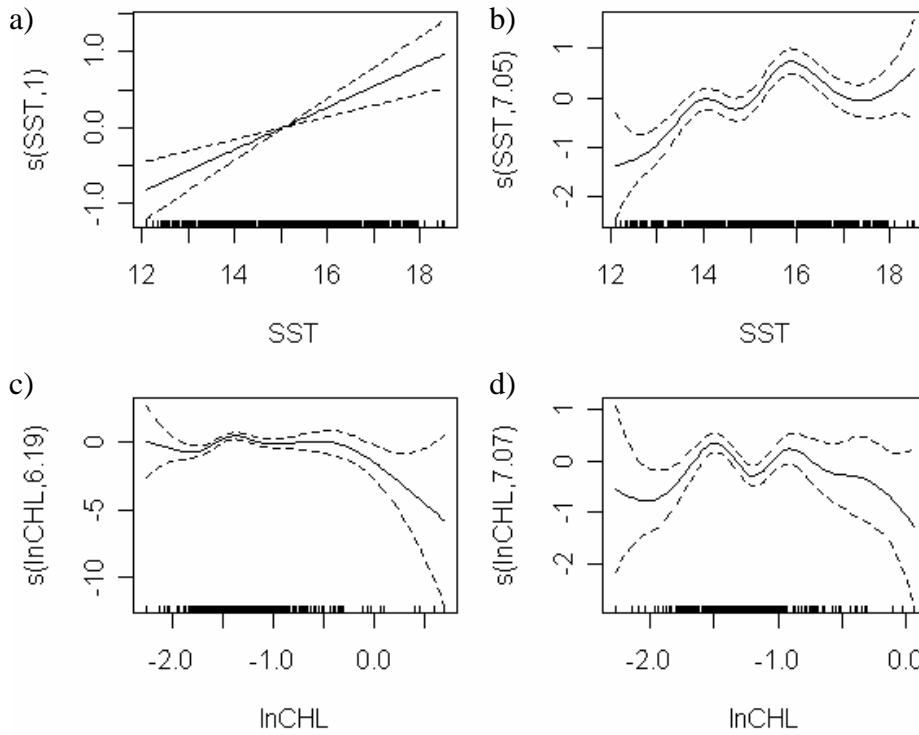 a)
s(SST,1)
1.0
0.0
-1.0
12 14 16 18
SST
b)
s(SST,7.05)
1
0
-1
-2
12 14 16 18
SST
c)
s(lnCHL,6.19)
0
-5
-10
-2.0 -1.0 0.0
lnCHL
d)
s(lnCHL,7.07)
1
0
-1
-2
-2.0 -1.0 0.0
lnCHL